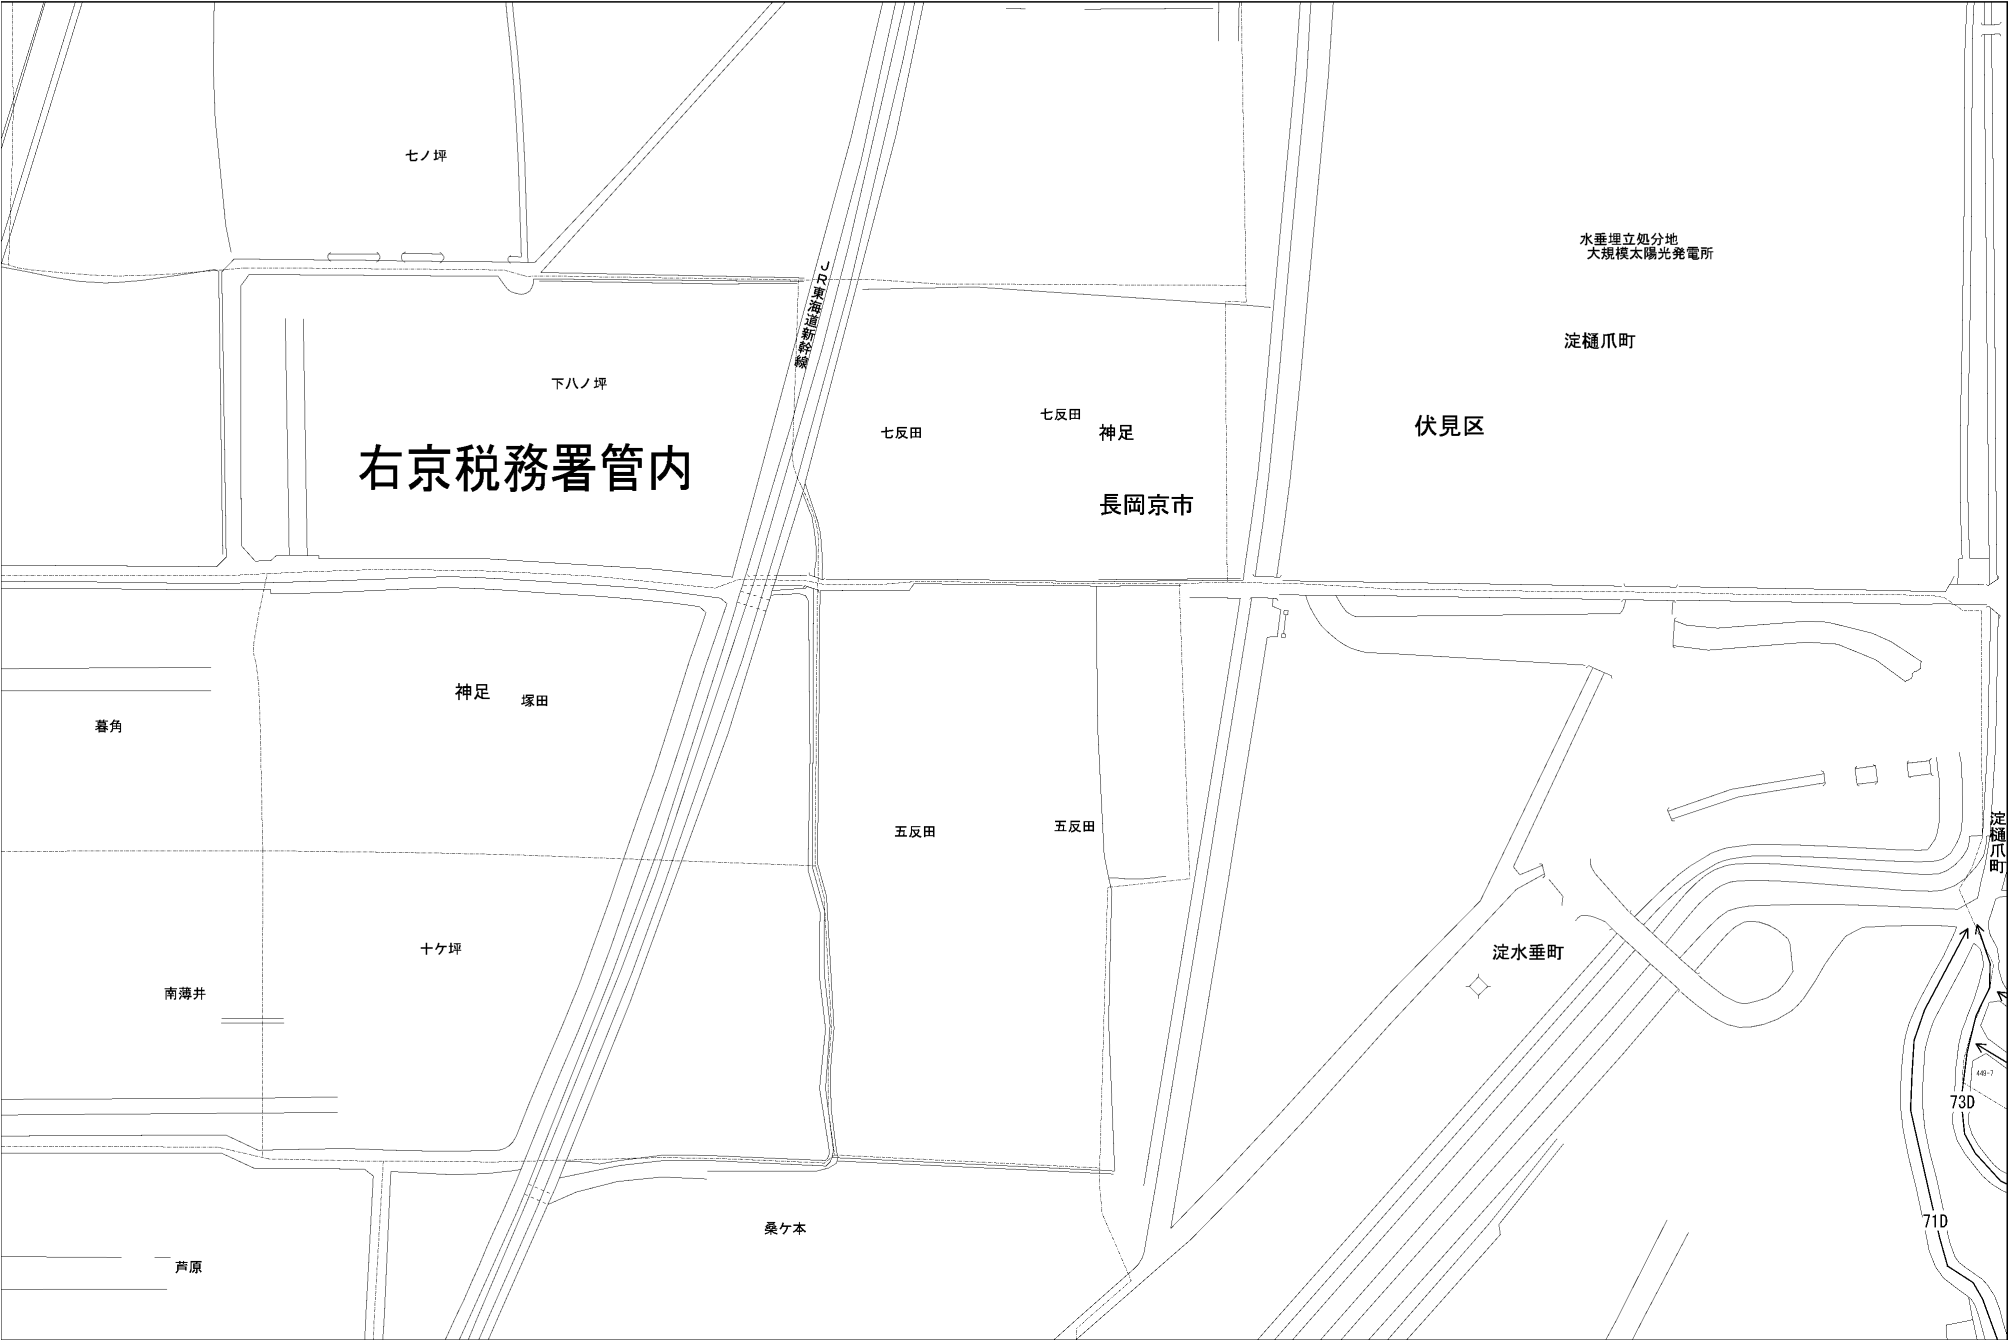 七ノ坪
水垂埋立処分地
大規模太陽光発電所
JR東海道新幹線
淀樋爪町
下八ノ坪
七反田
七反田
神足
伏見区
右京税務署管内
長岡京市
神足
塚田
暮角
五反田
五反田
淀樋爪町
十ケ坪
淀水垂町
南薄井
449-7
73D
71D
桑ケ本
芦原